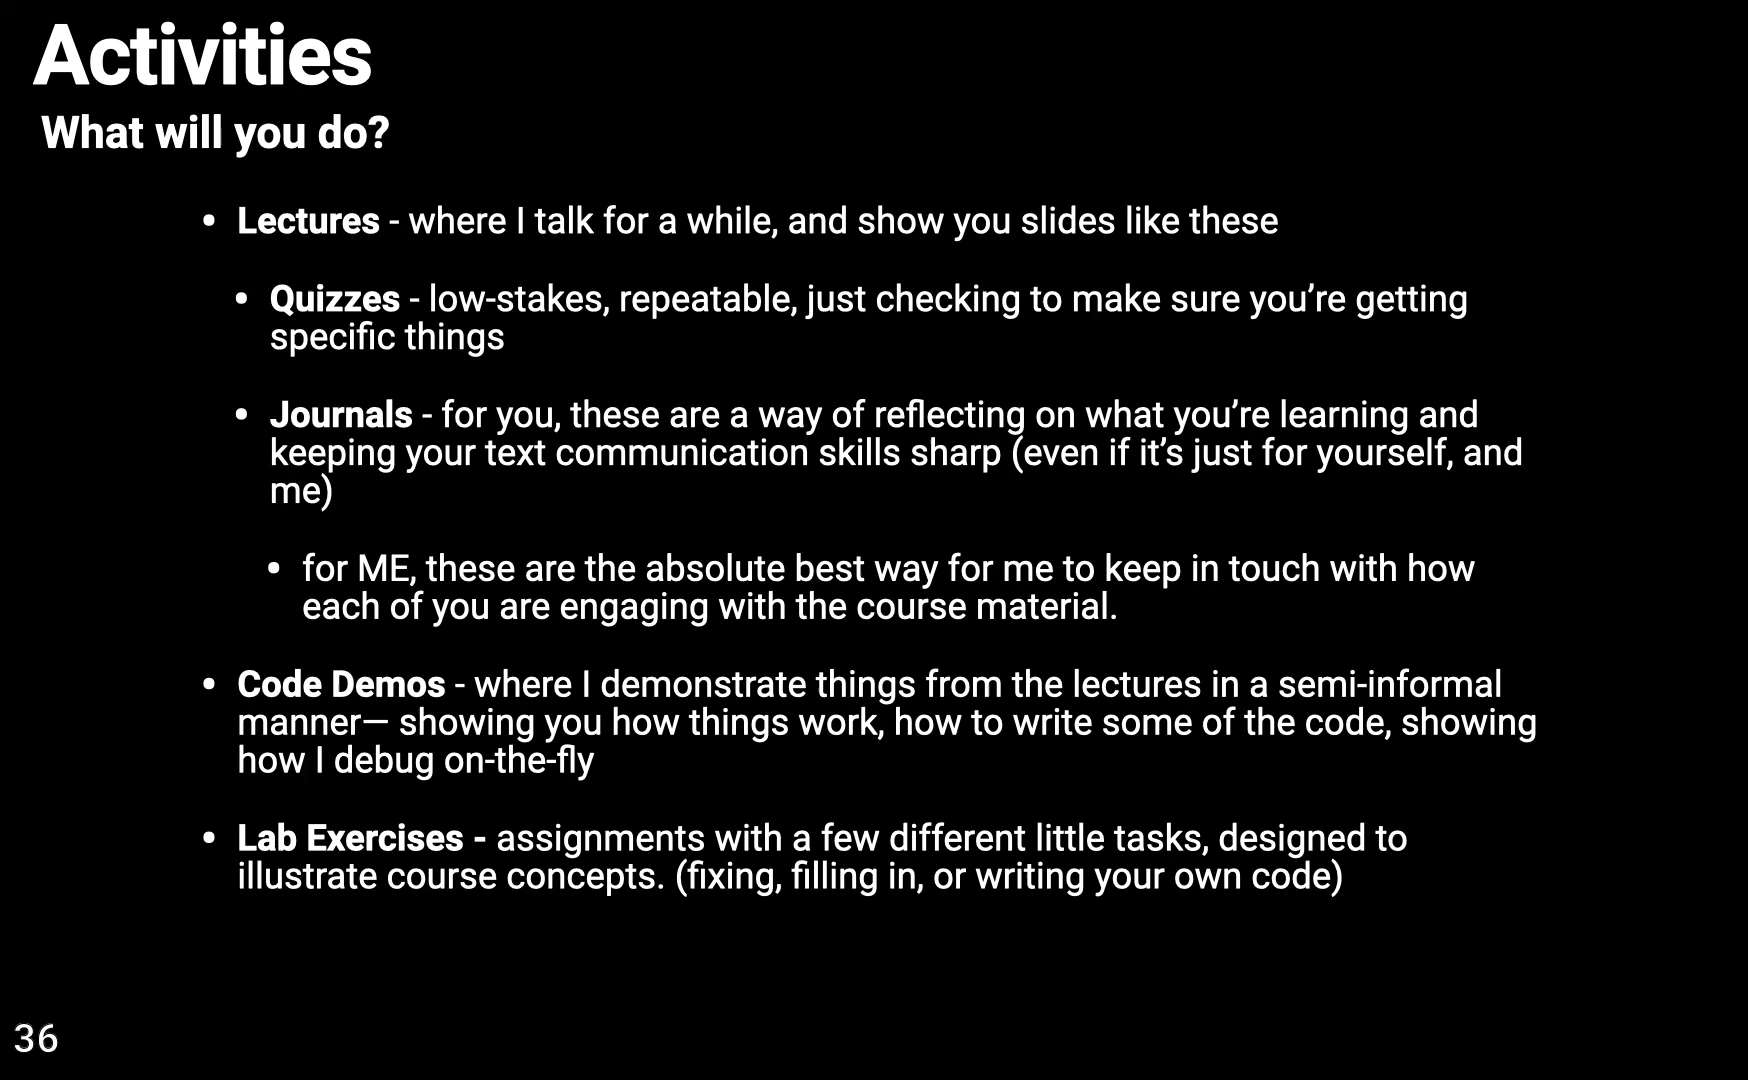 Activities
What will you do?
• Lectures - where I talk for a while, and show you slides like these
• Quizzes - low-stakes, repeatable, just checking to make sure you’re getting
specific things
• Journals - for you, these are a way of reflecting on what you’re learning and
keeping your text communication skills sharp (even if it’s just for yourself, and
me)
• for ME, these are the absolute best way for me to keep in touch with how
each of you are engaging with the course material.
• Code Demos - where I demonstrate things from the lectures in a semi-informal
manner— showing you how things work, how to write some of the code, showing
how I debug on-the-fly
• Lab Exercises - assignments with a few different little tasks, designed to
illustrate course concepts. (fixing, filling in, or writing your own code)
36